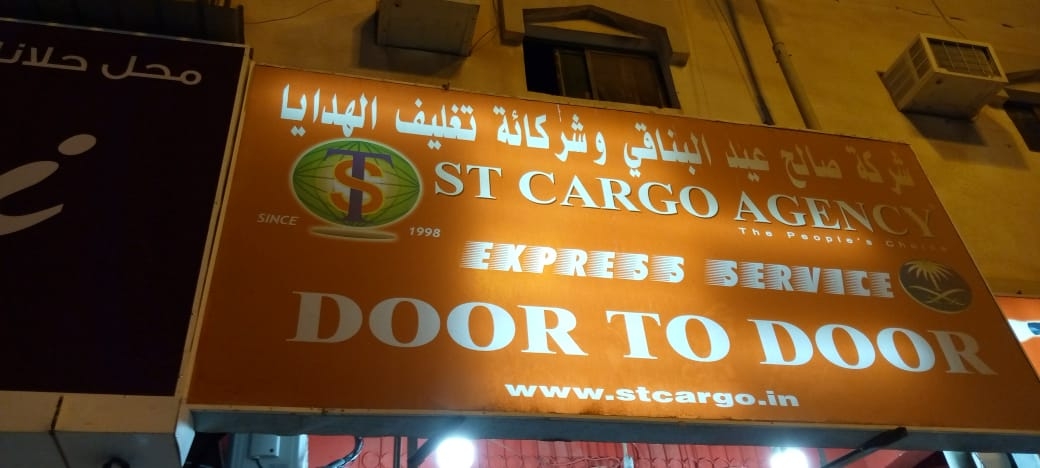 محل حلا
شركة صالح عيد البناقي وشركائة تغليف الهدايا
ST
ST CARGO AGENCY
The People's Choice
SINCE 1998
EXPRESS SERVICE
DOOR TO DOOR
www.stcargo.in